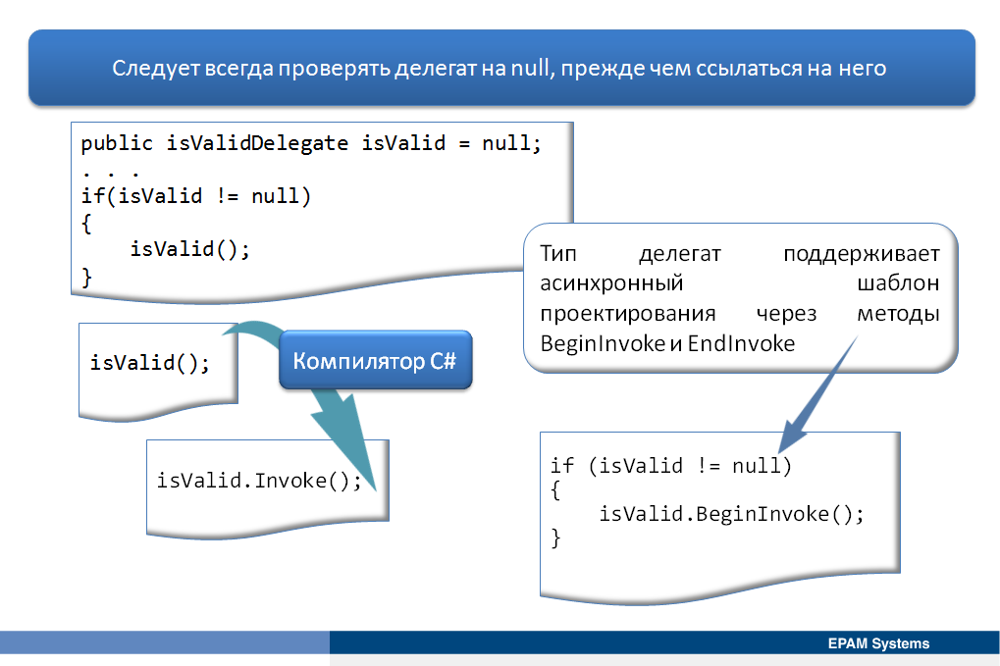 Следует всегда проверять делегат на null, прежде чем ссылаться на него
public isValidDelegate isValid = null;
. . .
if(isValid != null)
{
isValid();
}
Тип делегат поддерживает
асинхронный шаблон
проектирования через методы
BeginInvoke и EndInvoke
isValid();
Компилятор C#
isValid.Invoke();
if (isValid != null)
{
isValid.BeginInvoke();
}
EPAM Systems